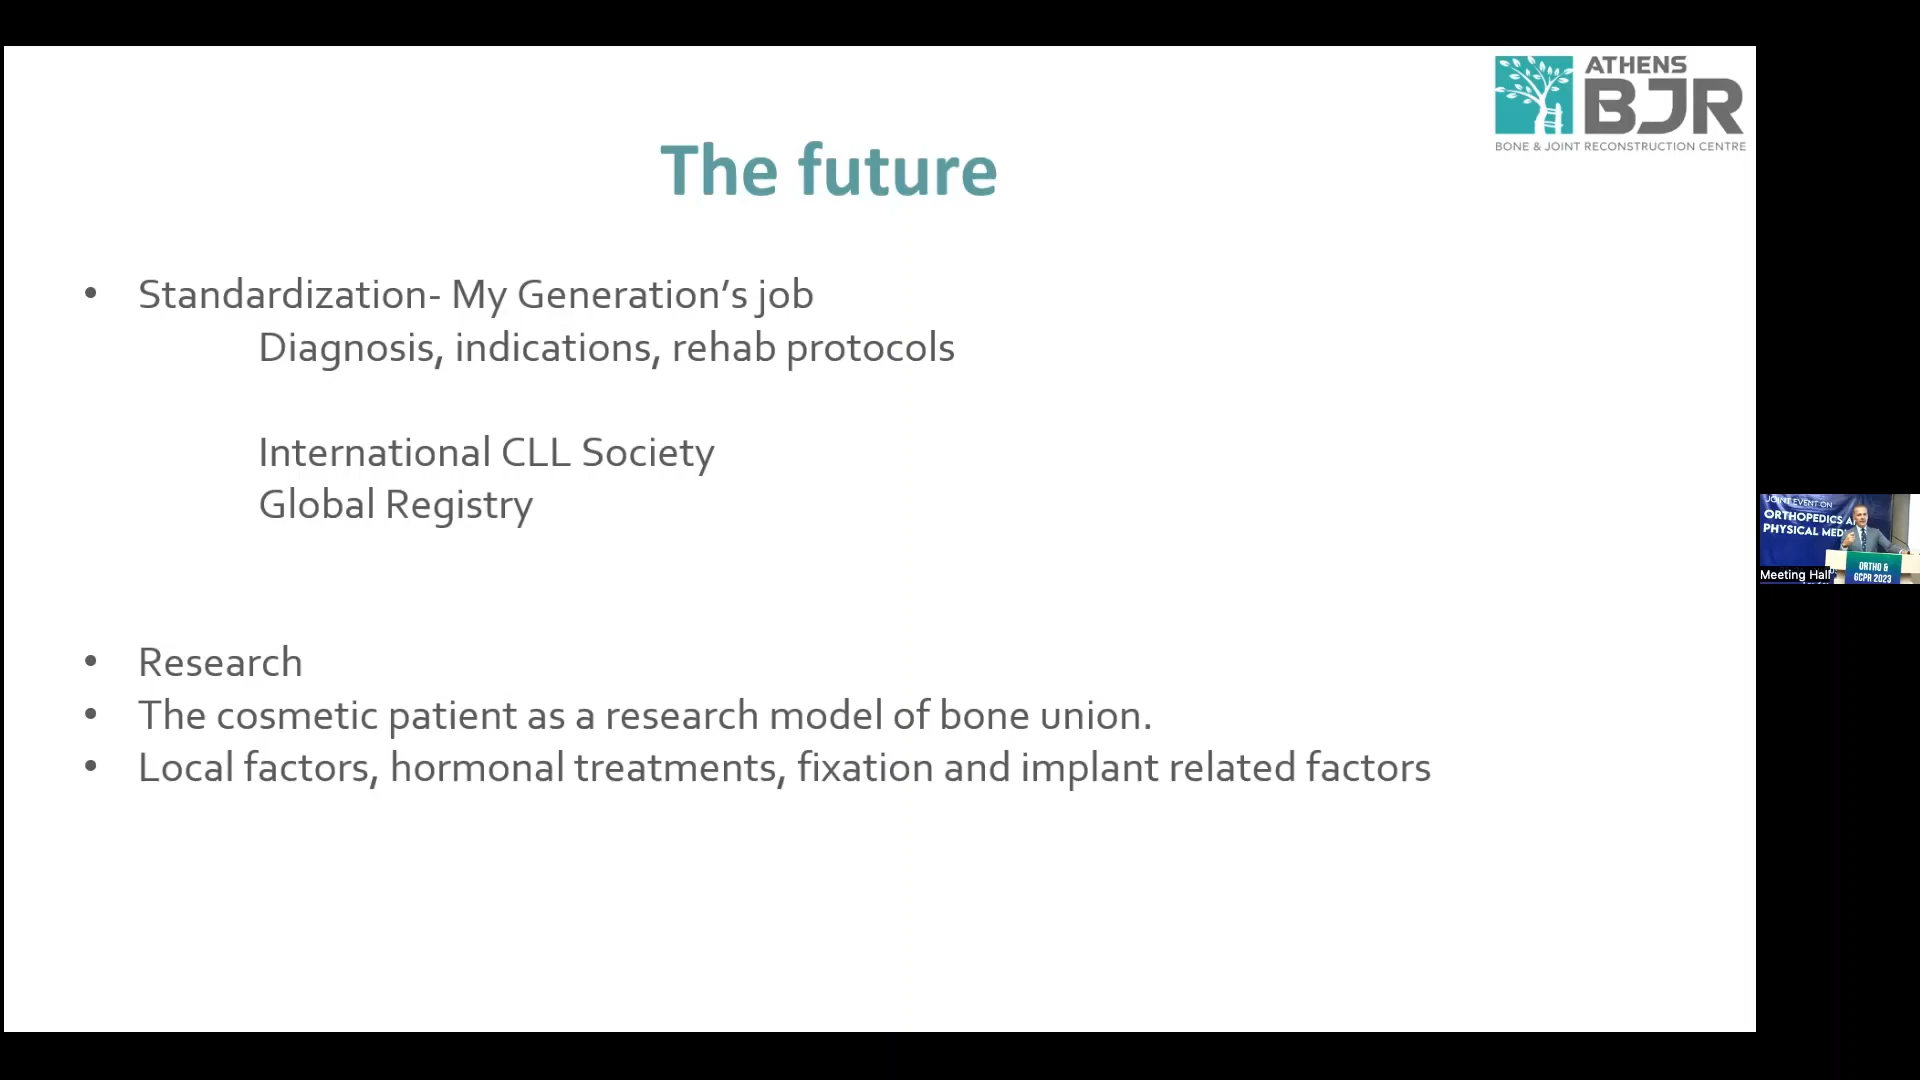 ATHENS
BJR
BONE & JOINT RECONSTRUCTION CENTRE
The future
• Standardization- My Generation's job
Diagnosis, indications, rehab protocols
International CLL Society
Global Registry
• Research
• The cosmetic patient as a research model of bone union.
• Local factors, hormonal treatments, fixation and implant related factors
JOINT EVENT ON
ORTHOPEDICS
PHYSICAL
Meeting Hall
ORTHO &
GCPR 2023